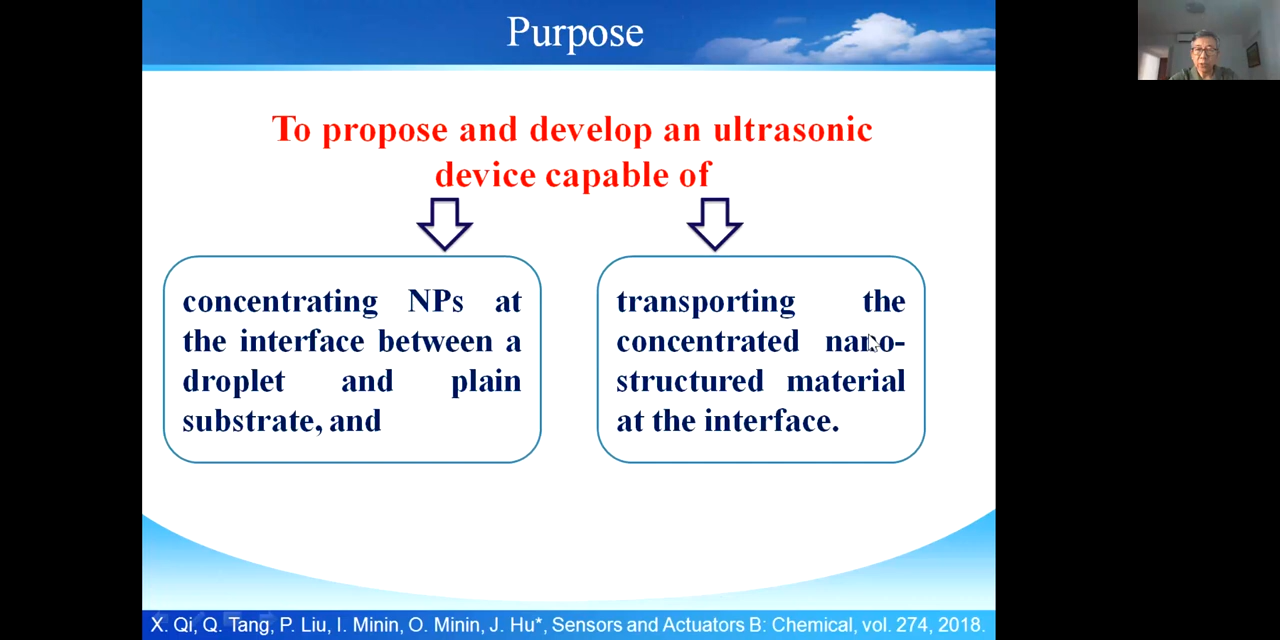 Purpose
To propose and develop an ultrasonic
device capable of
concentrating NPs at
the interface between a
droplet and plain
substrate, and
transporting the
concentrated nano-
structured material
at the interface.
X. Qi, Q. Tang, P. Liu, I. Minin, O. Minin, J. Hu*, Sensors and Actuators B: Chemical, vol. 274, 2018.